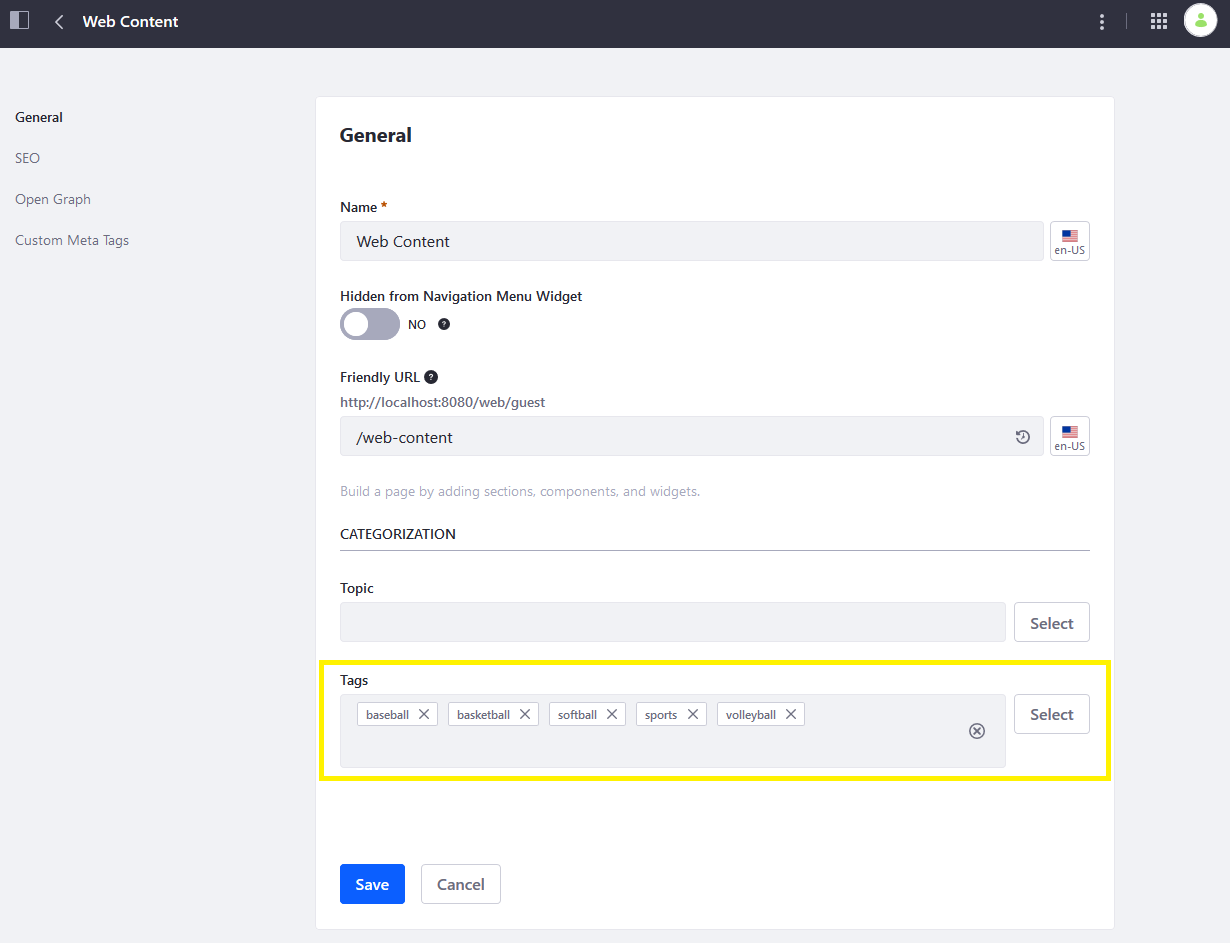 Web Content
General
SEO
Open Graph
Custom Meta Tags
General
Name *
Web Content
en-US
Hidden from Navigation Menu Widget
NO ?
Friendly URL ?
http://localhost:8080/web/guest
/web-content
en-US
Build a page by adding sections, components, and widgets.
CATEGORIZATION
Topic
Select
Tags
baseball basketball softball sports volleyball
Select
Save Cancel